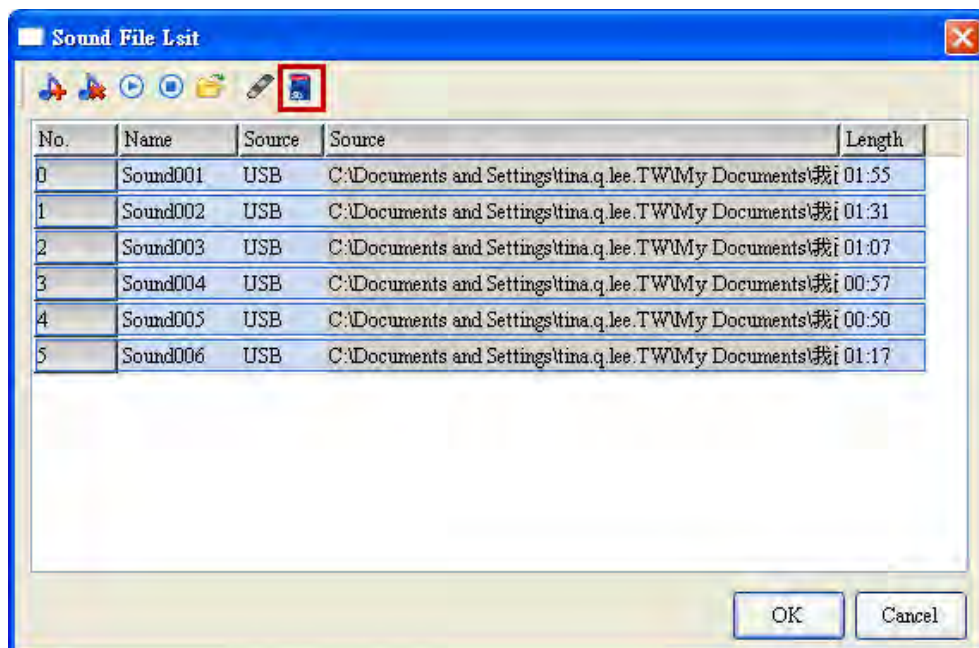 Sound File Lsit
No. Name Source Source Length
0 Sound001 USB C:\Documents and Settings\tina.q.lee.TW\My Documents\我 01:55
1 Sound002 USB C:\Documents and Settings\tina.q.lee.TW\My Documents\我 01:31
2 Sound003 USB C:\Documents and Settings\tina.q.lee.TW\My Documents\我 01:07
3 Sound004 USB C:\Documents and Settings\tina.q.lee.TW\My Documents\我 00:57
4 Sound005 USB C:\Documents and Settings\tina.q.lee.TW\My Documents\我 00:50
5 Sound006 USB C:\Documents and Settings\tina.q.lee.TW\My Documents\我 01:17
OK Cancel